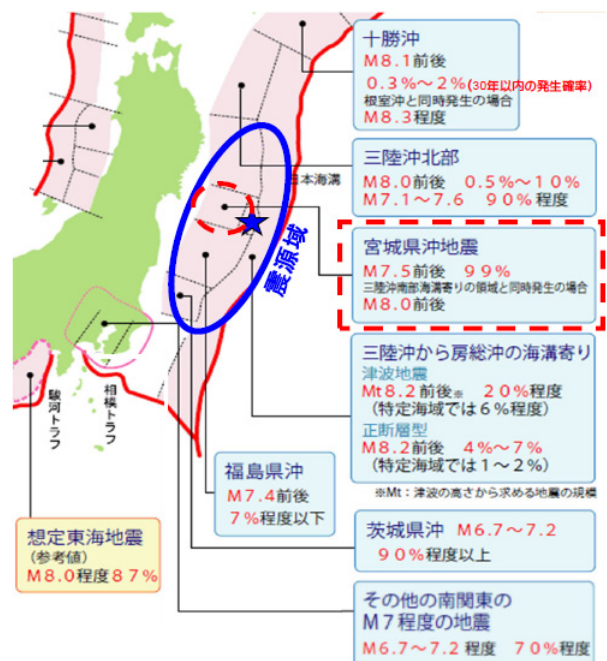 十勝沖
M8.1前後
0.3%〜2%(30年以内の発生確率)
根室沖と同時発生の場合
M8.3程度
三陸沖北部
M8.0前後 0.5%〜10%
M7.1〜7.6 90%程度
日本海溝
宮城県沖地震
M7.5前後 99%
三陸沖南部海溝寄りの領域と同時発生の場合
M8.0前後
震源域
三陸沖から房総沖の海溝寄り
津波地震
Mt8.2前後※ 20%程度
(特定海域では6%程度)
正断層型
M8.2前後 4%〜7%
(特定海域では1〜2%)
※Mt:津波の高さから求める地震の規模
駿河トラフ
相模トラフ
福島県沖
M7.4前後
7%程度以下
茨城県沖 M6.7〜7.2
90%程度以上
想定東海地震
(参考値)
M8.0程度87%
その他の南関東の
M7程度の地震
M6.7〜7.2程度 70%程度